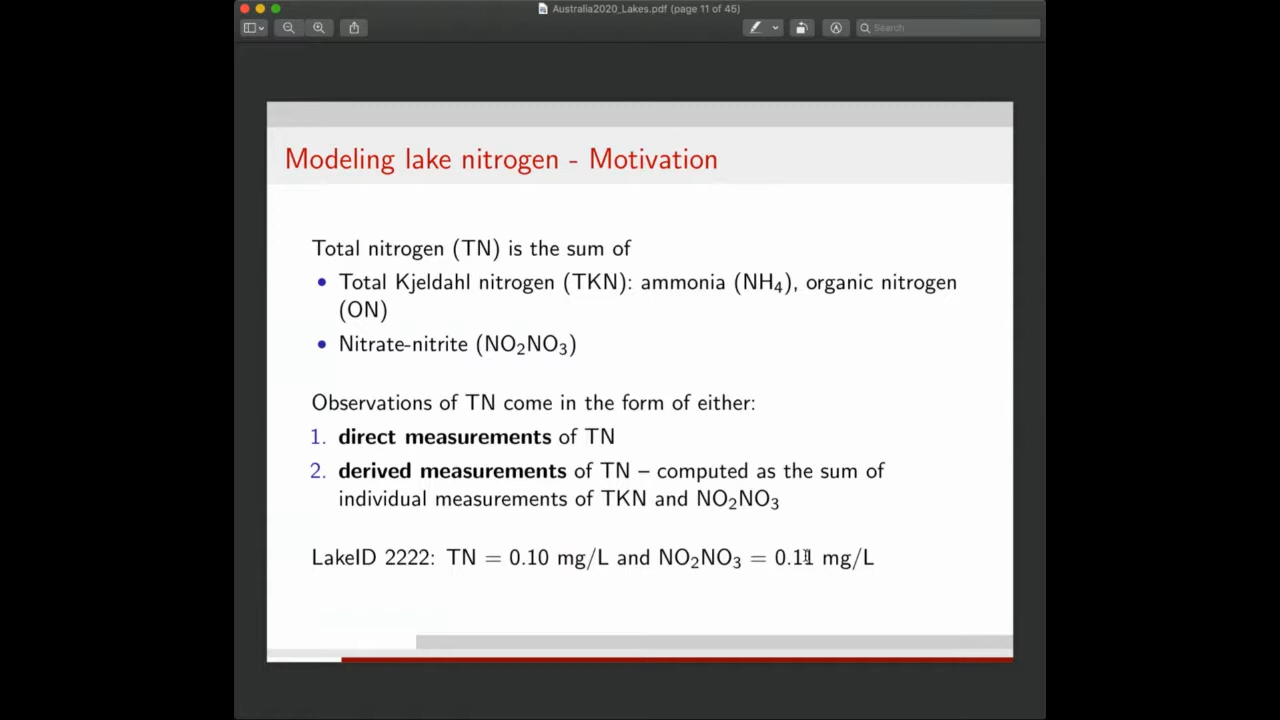 Australia2020_Lakes.pdf (page 11 of 45)
Search
Modeling lake nitrogen - Motivation
Total nitrogen (TN) is the sum of
• Total Kjeldahl nitrogen (TKN): ammonia (NH₄), organic nitrogen
(ON)
• Nitrate-nitrite (NO₂NO₃)
Observations of TN come in the form of either:
1. direct measurements of TN
2. derived measurements of TN – computed as the sum of
individual measurements of TKN and NO₂NO₃
LakeID 2222: TN = 0.10 mg/L and NO₂NO₃ = 0.11 mg/L